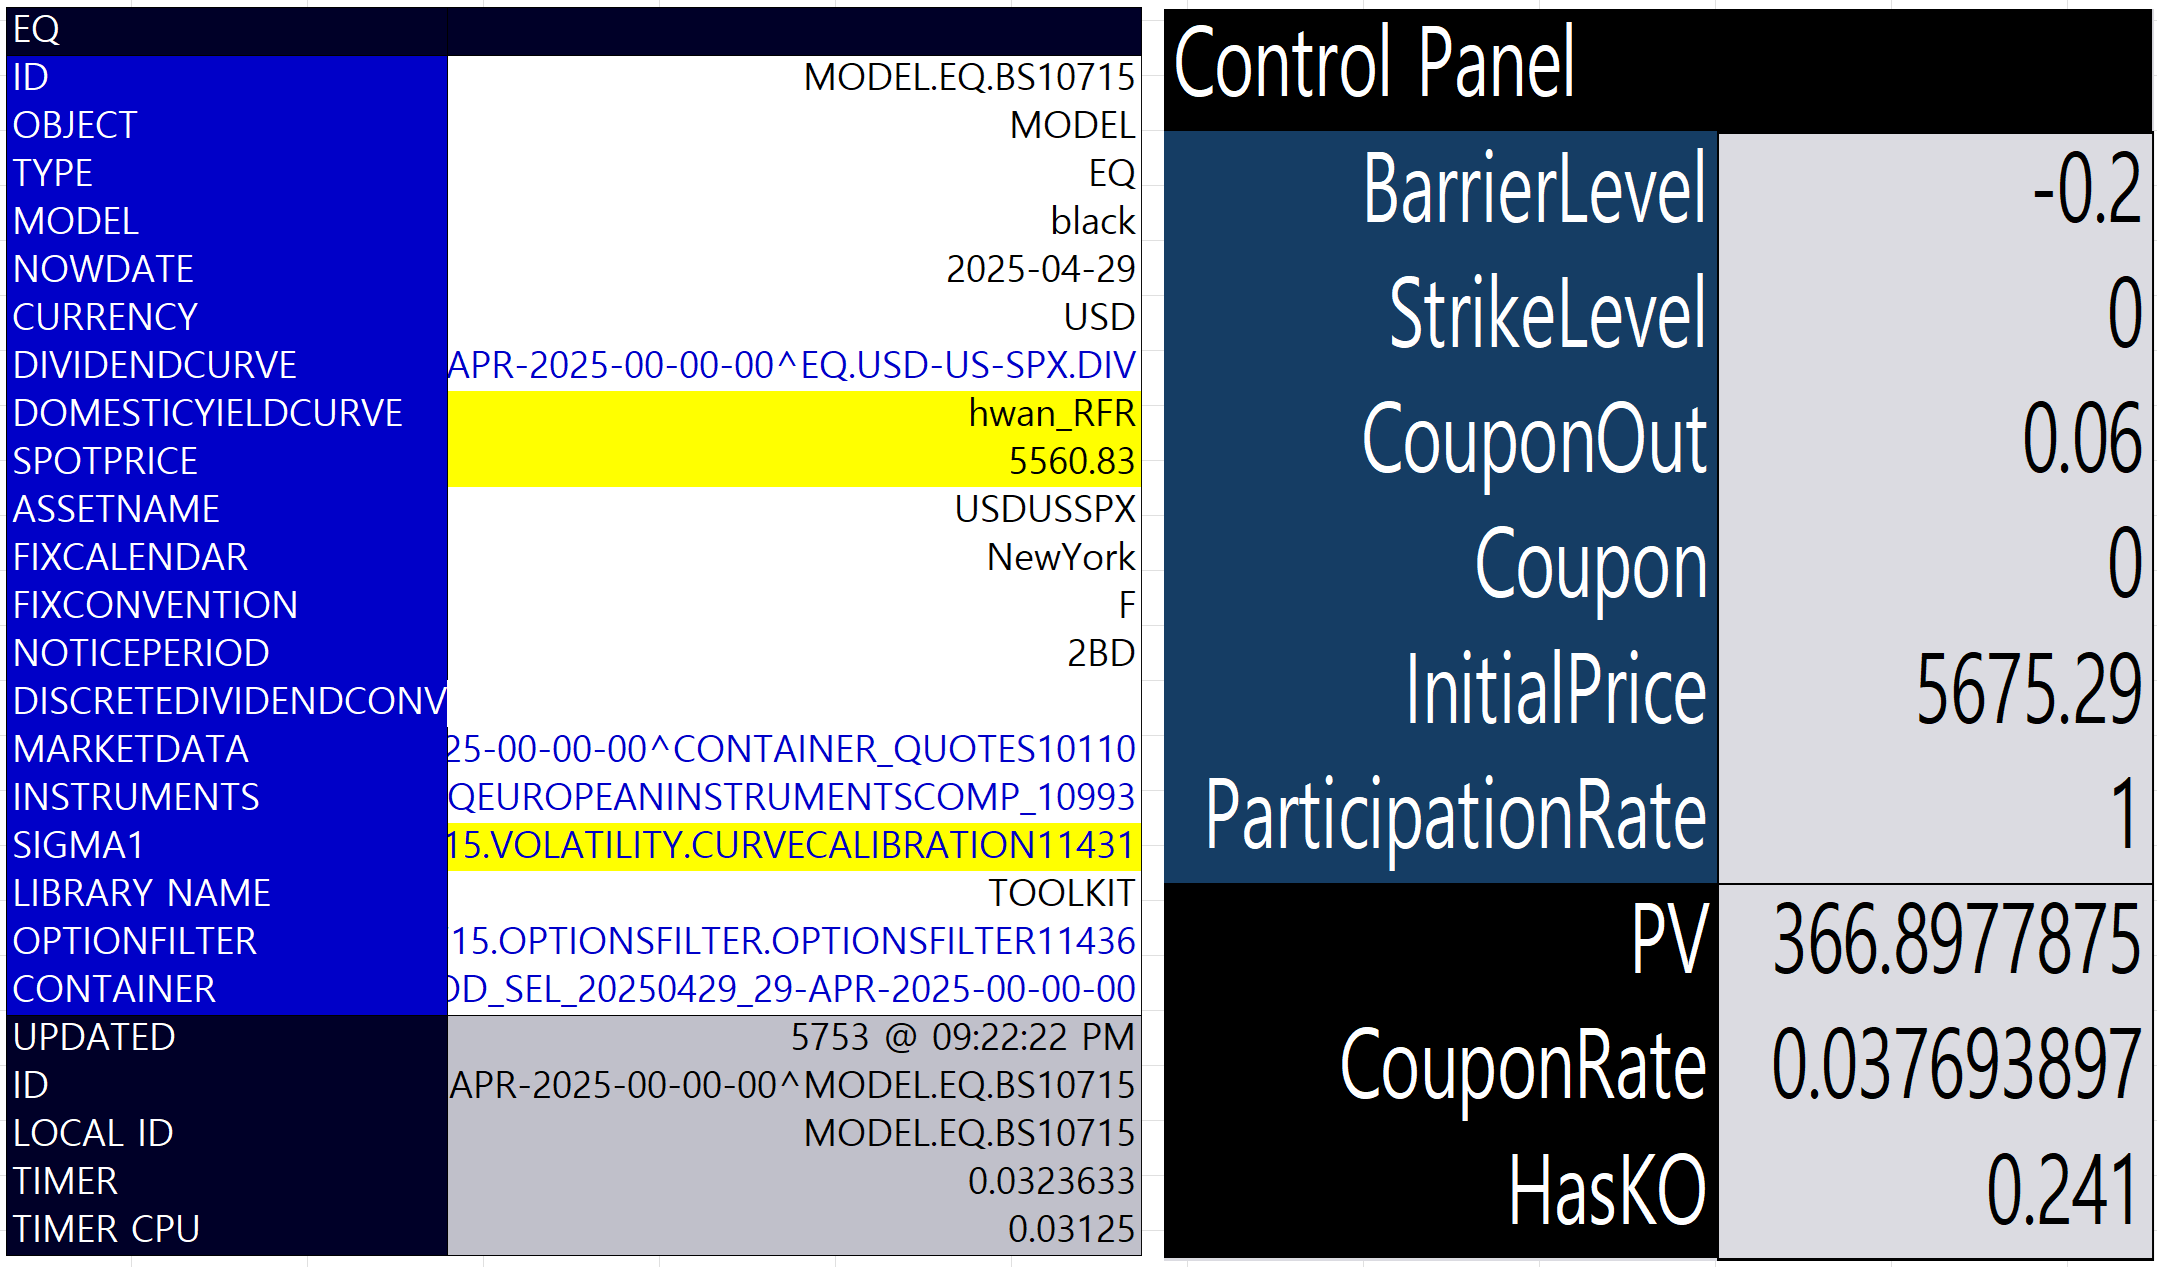 EQ
ID MODEL.EQ.BS10715
OBJECT MODEL
TYPE EQ
MODEL black
NOWDATE 2025-04-29
CURRENCY USD
DIVIDENDCURVE APR-2025-00-00-00^EQ.USD-US-SPX.DIV
DOMESTICYIELDCURVE hwan_RFR
SPOTPRICE 5560.83
ASSETNAME USDUSSPX
FIXCALENDAR NewYork
FIXCONVENTION F
NOTICEPERIOD 2BD
DISCRETEDIVIDENDCONV
MARKETDATA 25-00-00-00^CONTAINER_QUOTES10110
INSTRUMENTS QEUROPEANINSTRUMENTSCOMP_10993
SIGMA1 15.VOLATILITY.CURVECALIBRATION11431
LIBRARY NAME TOOLKIT
OPTIONFILTER 15.OPTIONSFILTER.OPTIONSFILTER11436
CONTAINER DD_SEL_20250429_29-APR-2025-00-00-00
UPDATED 5753 @ 09:22:22 PM
ID APR-2025-00-00-00^MODEL.EQ.BS10715
LOCAL ID MODEL.EQ.BS10715
TIMER 0.0323633
TIMER CPU 0.03125
Control Panel
BarrierLevel -0.2
StrikeLevel 0
CouponOut 0.06
Coupon 0
InitialPrice 5675.29
ParticipationRate 1
PV 366.8977875
CouponRate 0.037693897
HasKO 0.241